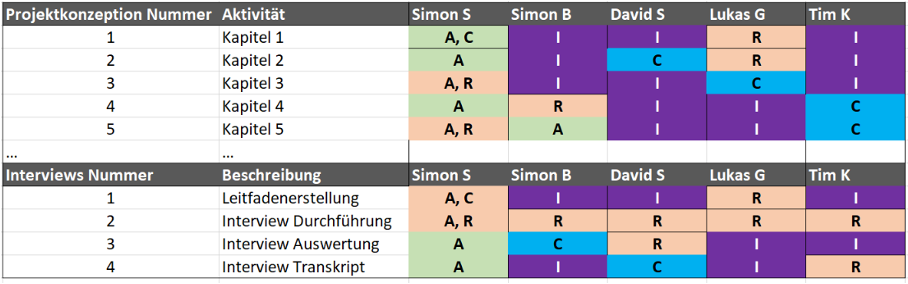 Projektkonzeption Nummer Aktivität Simon S Simon B David S Lukas G Tim K
1 Kapitel 1 A, C I I R I
2 Kapitel 2 A I C R I
3 Kapitel 3 A, R I I C I
4 Kapitel 4 A R I I C
5 Kapitel 5 A, R A I I C
... ...
Interviews Nummer Beschreibung Simon S Simon B David S Lukas G Tim K
1 Leitfadenerstellung A, C I I R I
2 Interview Durchführung A, R R R R R
3 Interview Auswertung A C R I I
4 Interview Transkript A I C I R